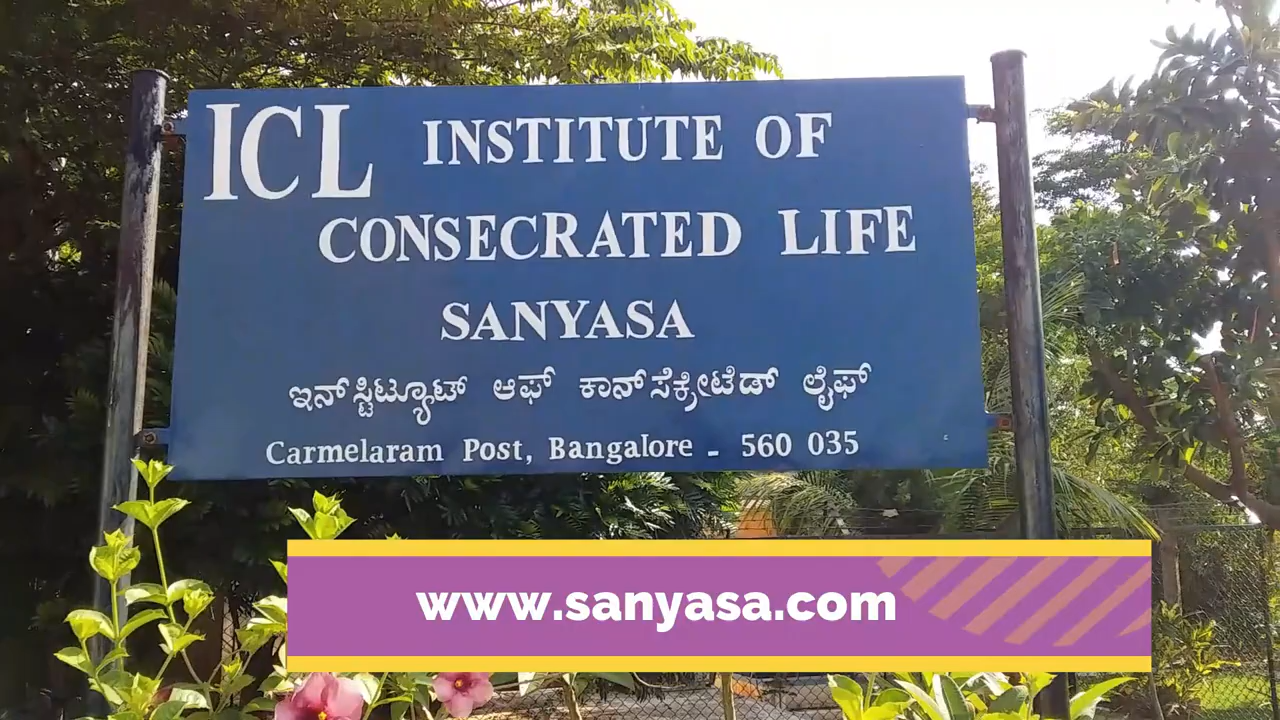 ICL INSTITUTE OF
CONSECRATED LIFE
SANYASA
ಇನ್‌ಸ್ಟಿಟ್ಯೂಟ್ ಆಫ್ ಕಾನ್‌ಸೆಕ್ರೇಟೆಡ್ ಲೈಫ್
Carmelaram Post, Bangalore - 560 035
www.sanyasa.com